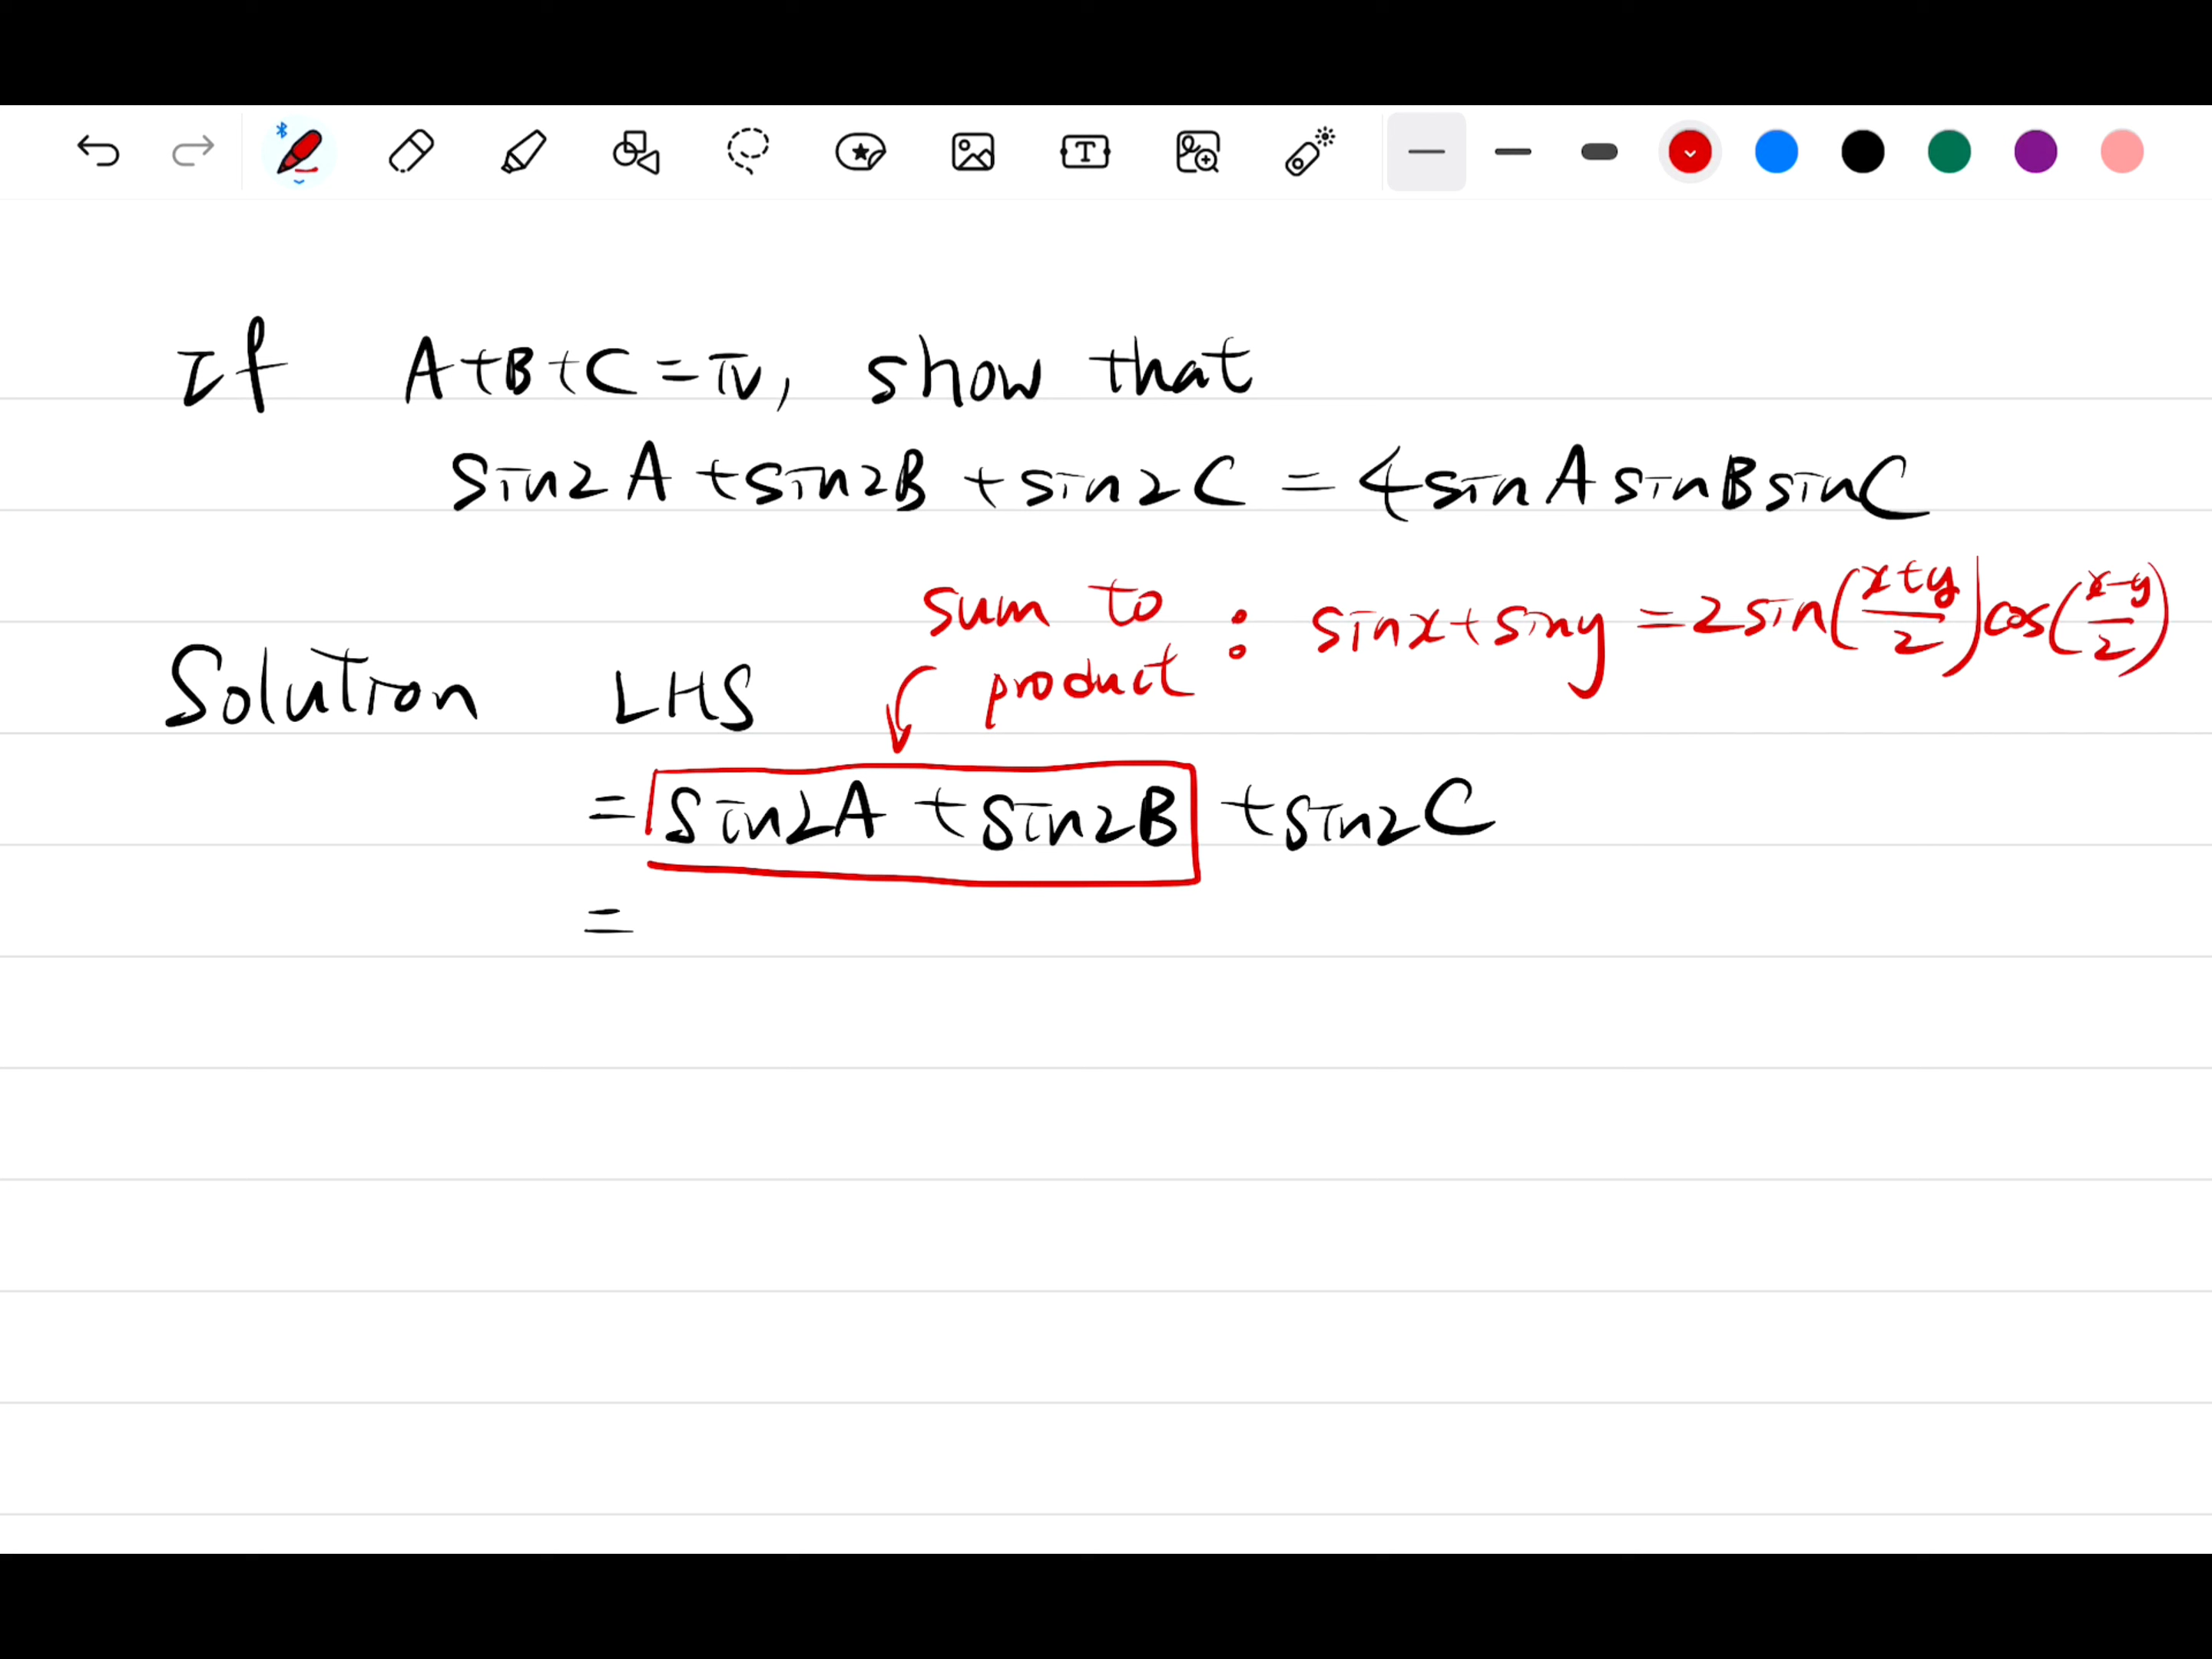 If A+B+C=π, show that
sin2A+sin2B+sin2C=4sinAsinBsinC
sum to product : sinx+siny=2sin((x+y)/2)cos((x-y)/2)
Solution LHS
=sin2A+sin2B+sin2C
=